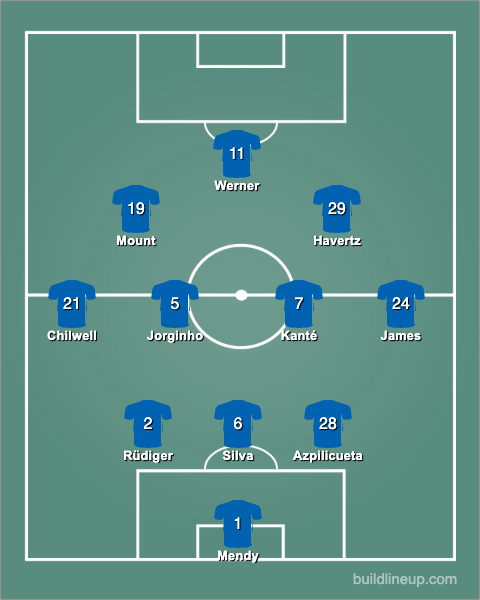 11
Werner
19
Mount
29
Havertz
21
Chilwell
5
Jorginho
7
Kanté
24
James
2
Rüdiger
6
Silva
28
Azpilicueta
1
Mendy
buildlineup.com